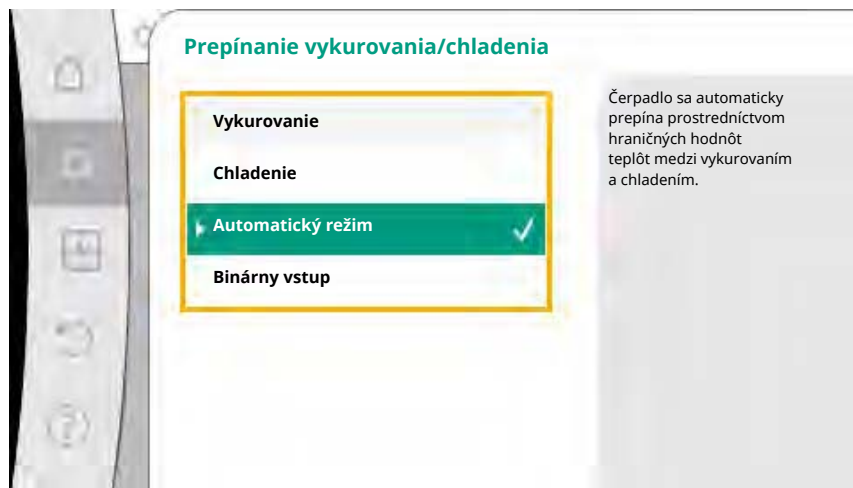 Prepínanie vykurovania/chladenia
Vykurovanie
Chladenie
Automatický režim
Binárny vstup
Čerpadlo sa automaticky
prepína prostredníctvom
hraničných hodnôt
teplôt medzi vykurovaním
a chladením.